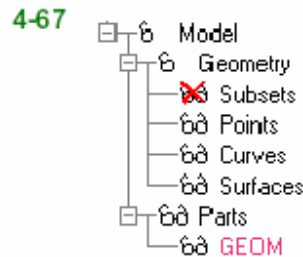 4-67
Model
Geometry
Subsets
Points
Curves
Surfaces
Parts
GEOM